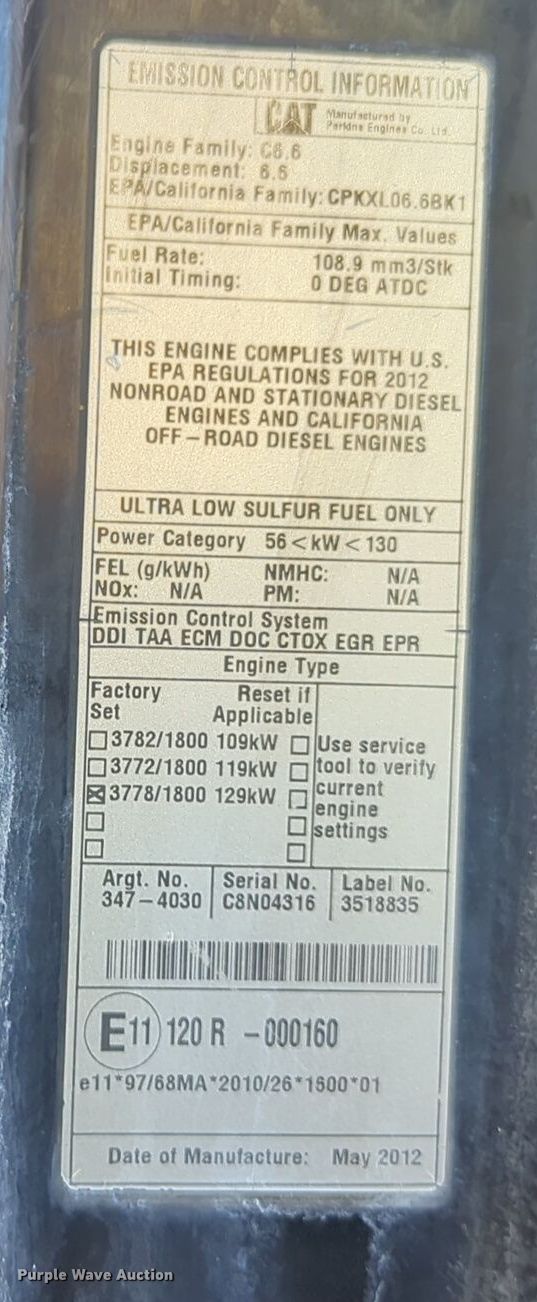 EMISSION CONTROL INFORMATION
CAT Manufactured by
Perkins Engines Co. Ltd.
Engine Family: C6.6
Displacement: 6.6
EPA/California Family: CPKXL06.6BK1
EPA/California Family Max. Values
Fuel Rate: 108.9 mm3/Stk
Initial Timing: 0 DEG ATDC
THIS ENGINE COMPLIES WITH U.S.
EPA REGULATIONS FOR 2012
NONROAD AND STATIONARY DIESEL
ENGINES AND CALIFORNIA
OFF-ROAD DIESEL ENGINES
ULTRA LOW SULFUR FUEL ONLY
Power Category 56<kW<130
FEL (g/kWh) NMHC: N/A
NOx: N/A PM: N/A
Emission Control System
DDI TAA ECM DOC CTOX EGR EPR
Engine Type
Factory Reset if
Set Applicable
3782/1800 109kW Use service
3772/1800 119kW tool to verify
3778/1800 129kW current
engine
settings
Argt. No. Serial No. Label No.
347-4030 C8N04316 3518835
E11 120 R -000160
e11*97/68MA*2010/26*1600*01
Date of Manufacture: May 2012
Purple Wave Auction